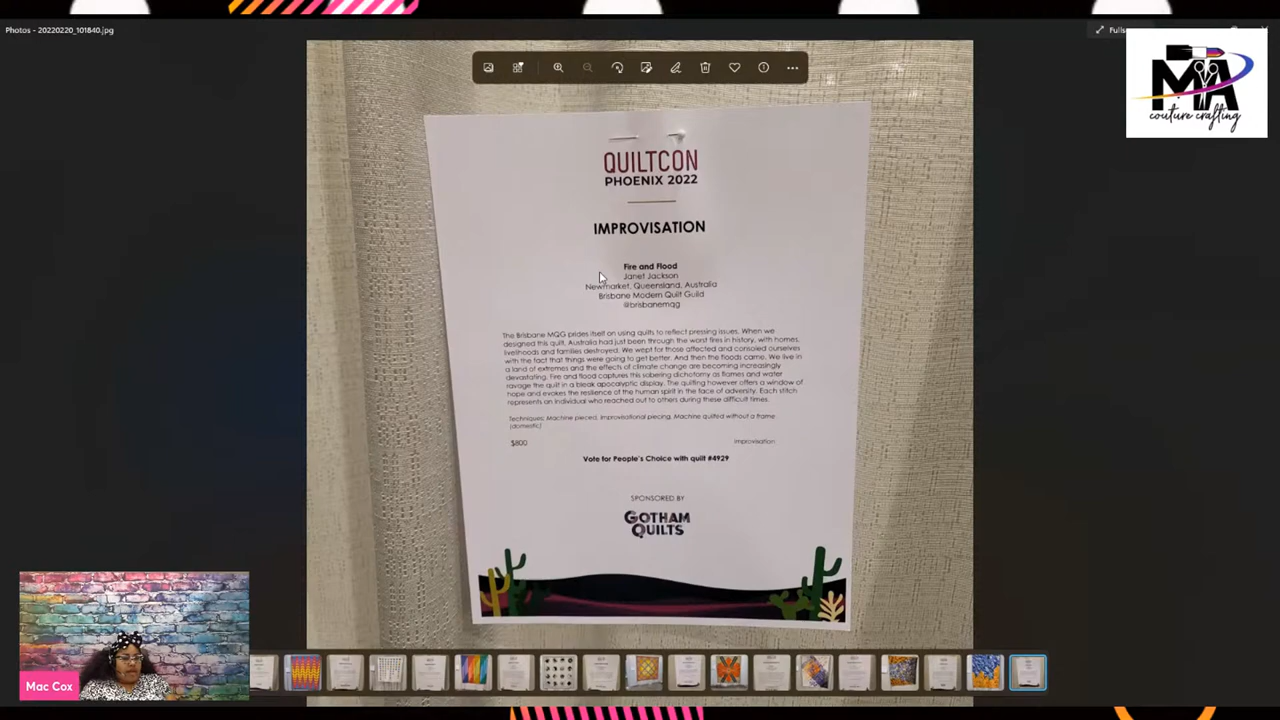 Photos - 20220220_101840.jpg
MA
couture crafting
QUILTCON
PHOENIX 2022
IMPROVISATION
Fire and Flood
Janet Jackson
Newmarket, Queensland, Australia
Brisbane Modern Quilt Guild
@brisbanemqg
The Brisbane MQG prides itself on using quilts to reflect pressing issues. When we
designed this quilt, Australia had just been through the worst fires in history, with homes,
livelihoods and families destroyed. We wept for those affected and consoled ourselves
with the fact that things were going to get better. And then the floods came. We live in
a land of extremes and the effects of climate change are becoming increasingly
devastating. Fire and flood captures this sobering dichotomy as flames and water
ravage the quilt in a bleak apocalyptic display. The quilting however offers a window of
hope and evokes the resilience of the human spirit in the face of adversity. Each stitch
represents an individual who reached out to others during these difficult times.
Techniques: Machine pieced, Improvisational piecing, Machine quilted without a frame
(domestic)
$800
Improvisation
Vote for People's Choice with quilt #4929
SPONSORED BY
GOTHAM
QUILTS
Mac Cox